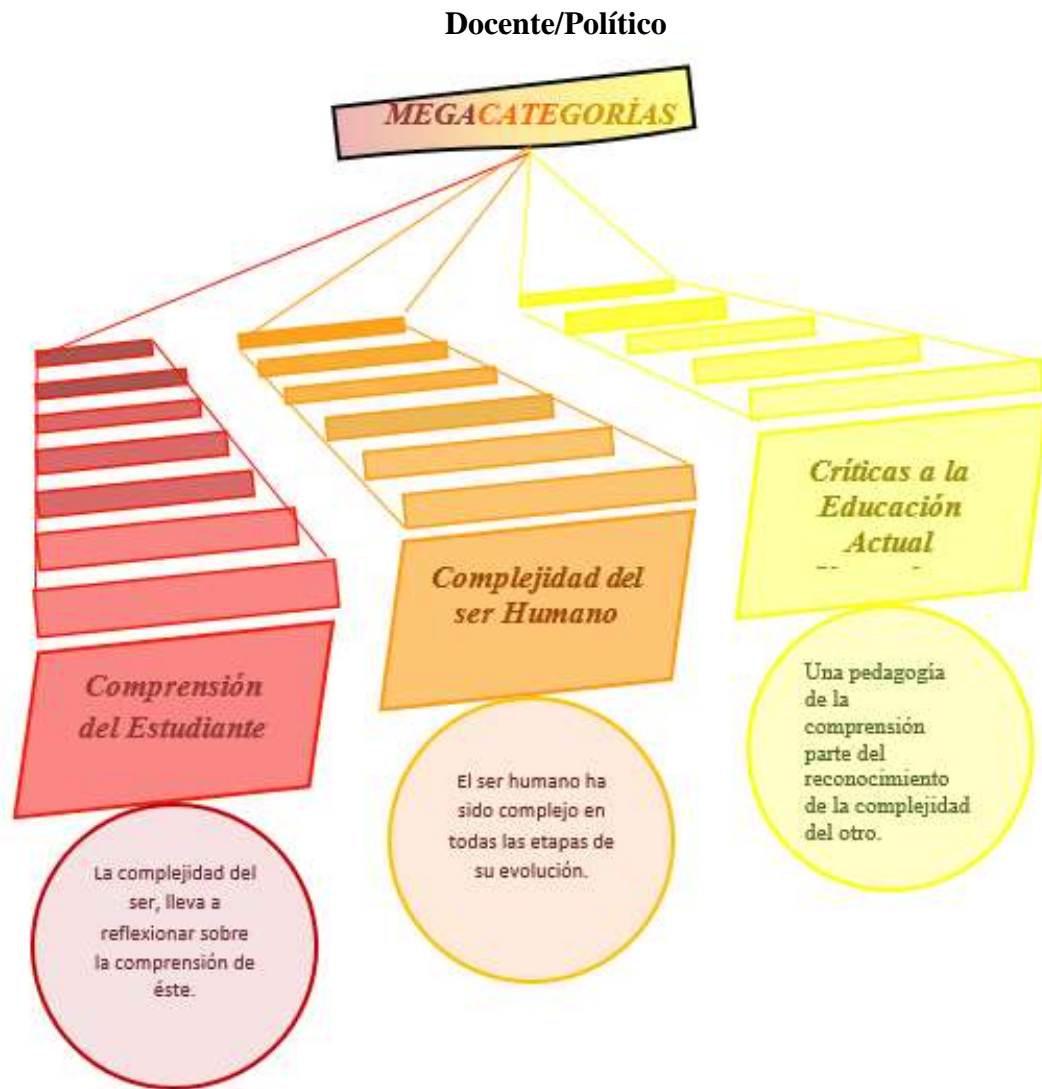 Docente/Político
MEGACATEGORÍAS
Críticas a la
Educación
Actual
Complejidad del
ser Humano
Comprensión
del Estudiante
Una pedagogía
de la
comprensión
parte del
reconocimiento
de la complejidad
del otro.
El ser humano ha
sido complejo en
todas las etapas de
su evolución.
La complejidad del
ser, lleva a
reflexionar sobre
la comprensión de
éste.